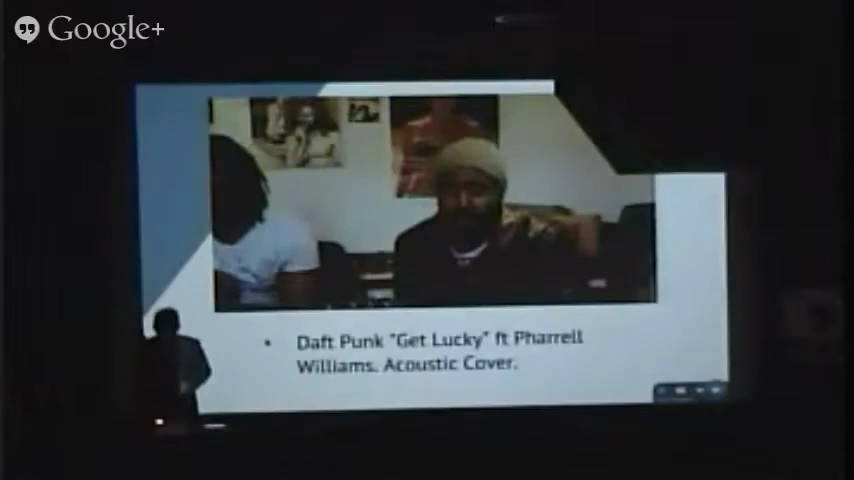 Google+
• Daft Punk "Get Lucky" ft Pharrell
Williams. Acoustic Cover.